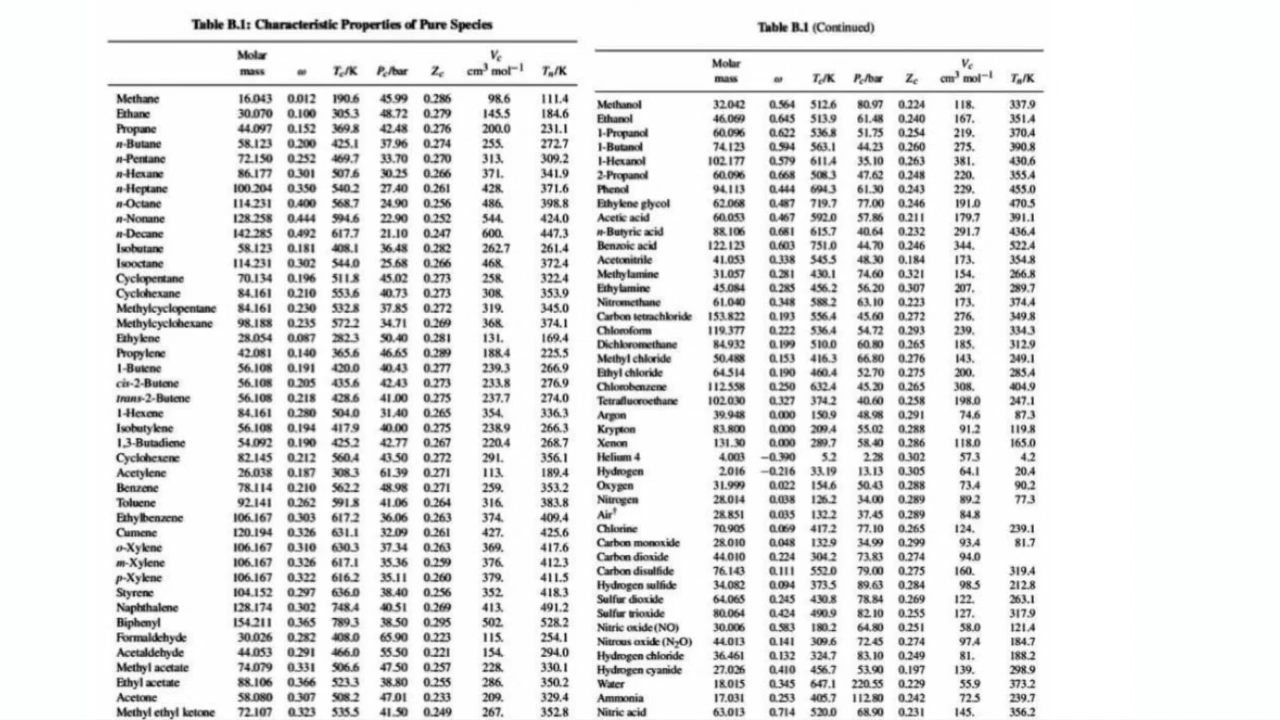 Table B.1: Characteristic Properties of Pure Species
Molar mass ω Tc/K Pc/bar Zc Vc cm³ mol⁻¹ Tn/K
Methane 16.043 0.012 190.6 45.99 0.286 98.6 111.4
Ethane 30.070 0.100 305.3 48.72 0.279 145.5 184.6
Propane 44.097 0.152 369.8 42.48 0.276 200.0 231.1
n-Butane 58.123 0.200 425.1 37.96 0.274 255. 272.7
n-Pentane 72.150 0.252 469.7 33.70 0.270 313. 309.2
n-Hexane 86.177 0.301 507.6 30.25 0.266 371. 341.9
n-Heptane 100.204 0.350 540.2 27.40 0.261 428. 371.6
n-Octane 114.231 0.400 568.7 24.90 0.256 486. 398.8
n-Nonane 128.258 0.444 594.6 22.90 0.252 544. 424.0
n-Decane 142.285 0.492 617.7 21.10 0.247 600. 447.3
Isobutane 58.123 0.181 408.1 36.48 0.282 262.7 261.4
Isooctane 114.231 0.302 544.0 25.68 0.266 468. 372.4
Cyclopentane 70.134 0.196 511.8 45.02 0.273 258. 322.4
Cyclohexane 84.161 0.210 553.6 40.73 0.273 308. 353.9
Methylcyclopentane 84.161 0.230 532.8 37.85 0.272 319. 345.0
Methylcyclohexane 98.188 0.235 572.2 34.71 0.269 368. 374.1
Ethylene 28.054 0.087 282.3 50.40 0.281 131. 169.4
Propylene 42.081 0.140 365.6 46.65 0.289 188.4 225.5
1-Butene 56.108 0.191 420.0 40.43 0.277 239.3 266.9
cis-2-Butene 56.108 0.205 435.6 42.43 0.273 233.8 276.9
trans-2-Butene 56.108 0.218 428.6 41.00 0.275 237.7 274.0
1-Hexene 84.161 0.280 504.0 31.40 0.265 354. 336.3
Isobutylene 56.108 0.194 417.9 40.00 0.275 238.9 266.3
1,3-Butadiene 54.092 0.190 425.2 42.77 0.267 220.4 268.7
Cyclohexene 82.145 0.212 560.4 43.50 0.272 291. 356.1
Acetylene 26.038 0.187 308.3 61.39 0.271 113. 189.4
Benzene 78.114 0.210 562.2 48.98 0.271 259. 353.2
Toluene 92.141 0.262 591.8 41.06 0.264 316. 383.8
Ethylbenzene 106.167 0.303 617.2 36.06 0.263 374. 409.4
Cumene 120.194 0.326 631.1 32.09 0.261 427. 425.6
o-Xylene 106.167 0.310 630.3 37.34 0.263 369. 417.6
m-Xylene 106.167 0.326 617.1 35.36 0.259 376. 412.3
p-Xylene 106.167 0.322 616.2 35.11 0.260 379. 411.5
Styrene 104.152 0.297 636.0 38.40 0.256 352. 418.3
Naphthalene 128.174 0.302 748.4 40.51 0.269 413. 491.2
Biphenyl 154.211 0.365 789.3 38.50 0.295 502. 528.2
Formaldehyde 30.026 0.282 408.0 65.90 0.223 115. 254.1
Acetaldehyde 44.053 0.291 466.0 55.50 0.221 154. 294.0
Methyl acetate 74.079 0.331 506.6 47.50 0.257 228. 330.1
Ethyl acetate 88.106 0.366 523.3 38.80 0.255 286. 350.2
Acetone 58.080 0.307 508.2 47.01 0.233 209. 329.4
Methyl ethyl ketone 72.107 0.323 535.5 41.50 0.249 267. 352.8
Table B.1 (Continued)
Molar mass ω Tc/K Pc/bar Zc Vc cm³ mol⁻¹ Tn/K
Methanol 32.042 0.564 512.6 80.97 0.224 118. 337.9
Ethanol 46.069 0.645 513.9 61.48 0.240 167. 351.4
1-Propanol 60.096 0.622 536.8 51.75 0.254 219. 370.4
1-Butanol 74.123 0.594 563.1 44.23 0.260 275. 390.8
1-Hexanol 102.177 0.579 611.4 35.10 0.263 381. 430.6
2-Propanol 60.096 0.668 508.3 47.62 0.248 220. 355.4
Phenol 94.113 0.444 694.3 61.30 0.243 229. 455.0
Ethylene glycol 62.068 0.487 719.7 77.00 0.246 191.0 470.5
Acetic acid 60.053 0.467 592.0 57.86 0.211 179.7 391.1
n-Butyric acid 88.106 0.681 615.7 40.64 0.232 291.7 436.4
Benzoic acid 122.123 0.603 751.0 44.70 0.246 344. 522.4
Acetonitrile 41.053 0.338 545.5 48.30 0.184 173. 354.8
Methylamine 31.057 0.281 430.1 74.60 0.321 154. 266.8
Ethylamine 45.084 0.285 456.2 56.20 0.307 207. 289.7
Nitromethane 61.040 0.348 588.2 63.10 0.223 173. 374.4
Carbon tetrachloride 153.822 0.193 556.4 45.60 0.272 276. 349.8
Chloroform 119.377 0.222 536.4 54.72 0.293 239. 334.3
Dichloromethane 84.932 0.199 510.0 60.80 0.265 185. 312.9
Methyl chloride 50.488 0.153 416.3 66.80 0.276 143. 249.1
Ethyl chloride 64.514 0.190 460.4 52.70 0.275 200. 285.4
Chlorobenzene 112.558 0.250 632.4 45.20 0.265 308. 404.9
Tetrafluoroethane 102.030 0.327 374.2 40.60 0.258 198.0 247.1
Argon 39.948 0.000 150.9 48.98 0.291 74.6 87.3
Krypton 83.800 0.000 209.4 55.02 0.288 91.2 119.8
Xenon 131.30 0.000 289.7 58.40 0.286 118.0 165.0
Helium 4 4.003 −0.390 5.2 2.28 0.302 57.3 4.2
Hydrogen 2.016 −0.216 33.19 13.13 0.305 64.1 20.4
Oxygen 31.999 0.022 154.6 50.43 0.288 73.4 90.2
Nitrogen 28.014 0.038 126.2 34.00 0.289 89.2 77.3
Air† 28.851 0.035 132.2 37.45 0.289 84.8
Chlorine 70.905 0.069 417.2 77.10 0.265 124. 239.1
Carbon monoxide 28.010 0.048 132.9 34.99 0.299 93.4 81.7
Carbon dioxide 44.010 0.224 304.2 73.83 0.274 94.0
Carbon disulfide 76.143 0.111 552.0 79.00 0.275 160. 319.4
Hydrogen sulfide 34.082 0.094 373.5 89.63 0.284 98.5 212.8
Sulfur dioxide 64.065 0.245 430.8 78.84 0.269 122. 263.1
Sulfur trioxide 80.064 0.424 490.9 82.10 0.255 127. 317.9
Nitric oxide (NO) 30.006 0.583 180.2 64.80 0.251 58.0 121.4
Nitrous oxide (N₂O) 44.013 0.141 309.6 72.45 0.274 97.4 184.7
Hydrogen chloride 36.461 0.132 324.7 83.10 0.249 81. 188.2
Hydrogen cyanide 27.026 0.410 456.7 53.90 0.197 139. 298.9
Water 18.015 0.345 647.1 220.55 0.229 55.9 373.2
Ammonia 17.031 0.253 405.7 112.80 0.242 72.5 239.7
Nitric acid 63.013 0.714 520.0 68.90 0.231 145. 356.2